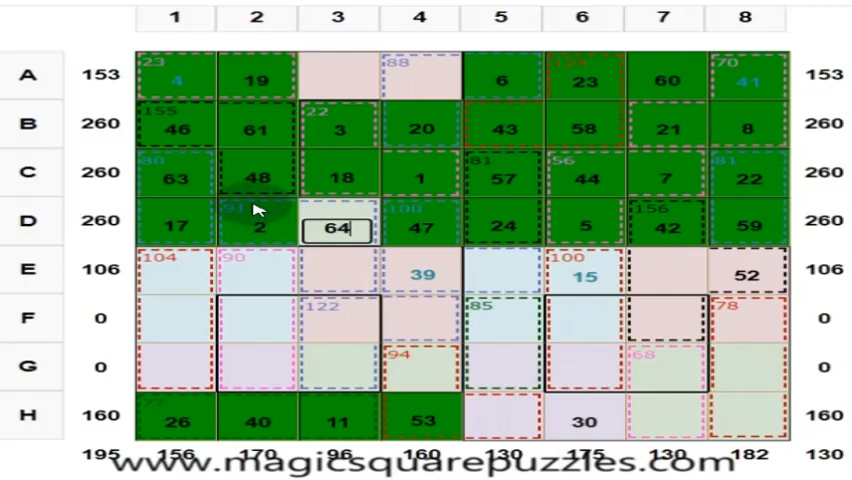 1 2 3 4 5 6 7 8
23 88 124 70
A 153 4 19 6 23 60 41 153
155 22
B 260 46 61 3 20 43 58 21 8 260
80 81 56 81
C 260 63 48 18 1 57 44 7 22 260
91 100 156
D 260 17 2 64 47 24 5 42 59 260
104 90 100
E 106 39 15 52 106
122 85 78
F 0 0
94 68
G 0 0
77
H 160 26 40 11 53 30 160
195 156 170 96 160 130 175 130 182 130
www.magicsquarepuzzles.com